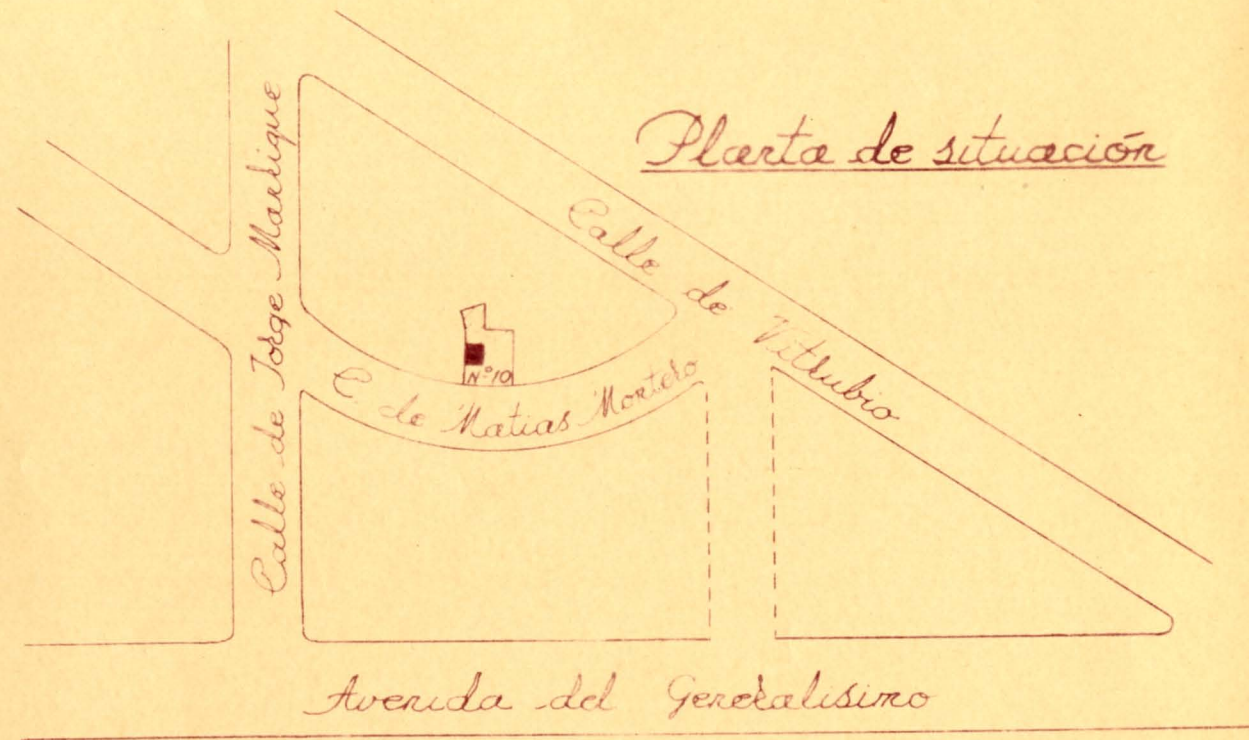 Planta de situación
Calle de Jorge Manrique
Calle de Vitrubio
Nº 10
C. de Matias Montero
Avenida del Generalisimo